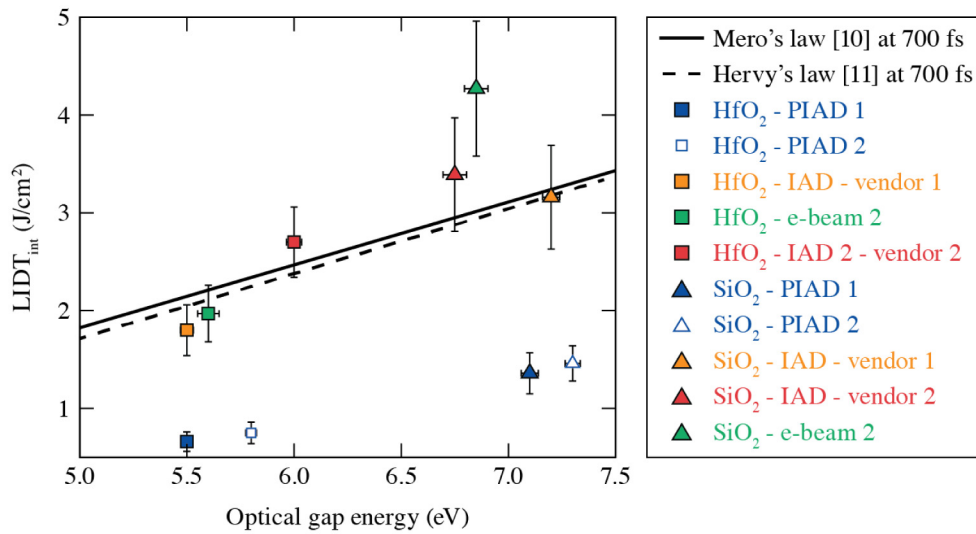 5
4
3
2
1
LIDT_int (J/cm²)
5.0 5.5 6.0 6.5 7.0 7.5
Optical gap energy (eV)
Mero’s law [10] at 700 fs
Hervy’s law [11] at 700 fs
HfO₂ - PIAD 1
HfO₂ - PIAD 2
HfO₂ - IAD - vendor 1
HfO₂ - e-beam 2
HfO₂ - IAD 2 - vendor 2
SiO₂ - PIAD 1
SiO₂ - PIAD 2
SiO₂ - IAD - vendor 1
SiO₂ - IAD - vendor 2
SiO₂ - e-beam 2